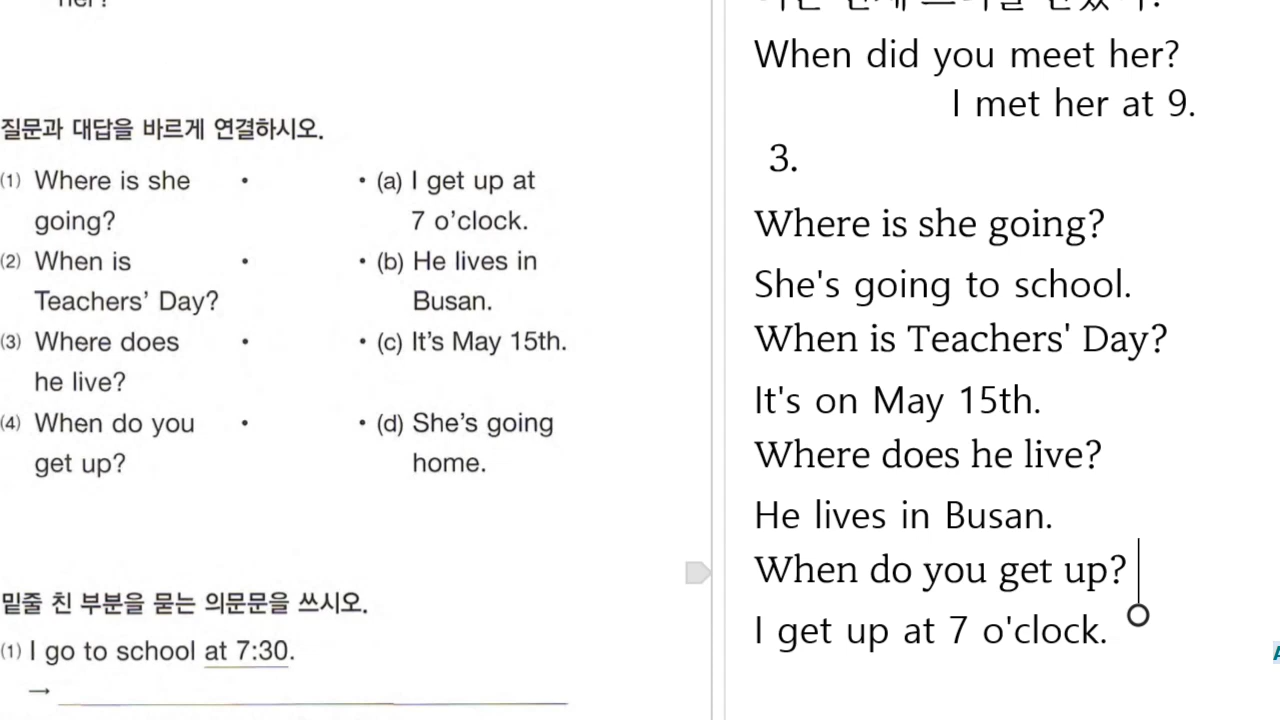 her?
질문과 대답을 바르게 연결하시오.
(1) Where is she • • (a) I get up at
going? 7 o'clock.
(2) When is • • (b) He lives in
Teachers' Day? Busan.
(3) Where does • • (c) It's May 15th.
he live?
(4) When do you • • (d) She's going
get up? home.
밑줄 친 부분을 묻는 의문문을 쓰시오.
(1) I go to school at 7:30.
→
When did you meet her?
I met her at 9.
3.
Where is she going?
She's going to school.
When is Teachers' Day?
It's on May 15th.
Where does he live?
He lives in Busan.
When do you get up?
I get up at 7 o'clock.